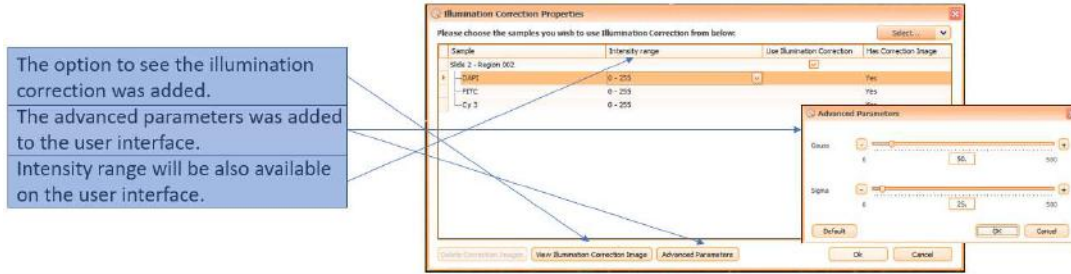 Illumination Correction Properties
Please choose the samples you wish to use Illumination Correction from below:
Select...
Sample Intensity range Use Illumination Correction Has Correction Image
Slide 2 - Region 002
DAPI 0 - 255 Yes
FITC 0 - 255 Yes
Cy 3 0 - 255
The option to see the illumination
correction was added.
The advanced parameters was added
to the user interface.
Intensity range will be also available
on the user interface.
Advanced Parameters
Gauss
50
0 500
Sigma
25
0 500
Default OK Cancel
Delete Correction Images View Illumination Correction Image Advanced Parameters Ok Cancel